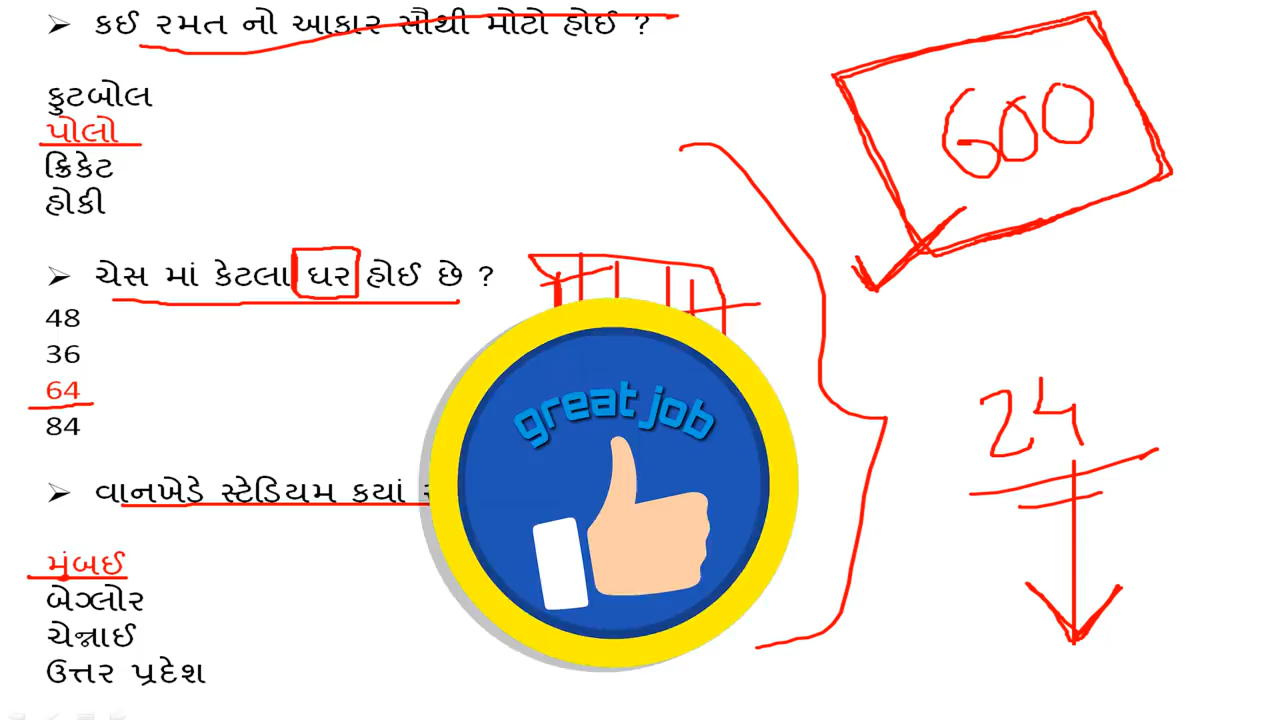 ➢ કઈ રમત નો આકાર સૌથી મોટો હોઈ ?
ફુટબોલ
પોલો
ક્રિકેટ
હોકી
➢ ચેસ માં કેટલા ઘર હોઈ છે ?
48
36
64
84
➢ વાનખેડે સ્ટેડિયમ કયાં
મુંબઈ
બેગ્લોર
ચેન્નાઈ
ઉત્તર પ્રદેશ
great job
600
24